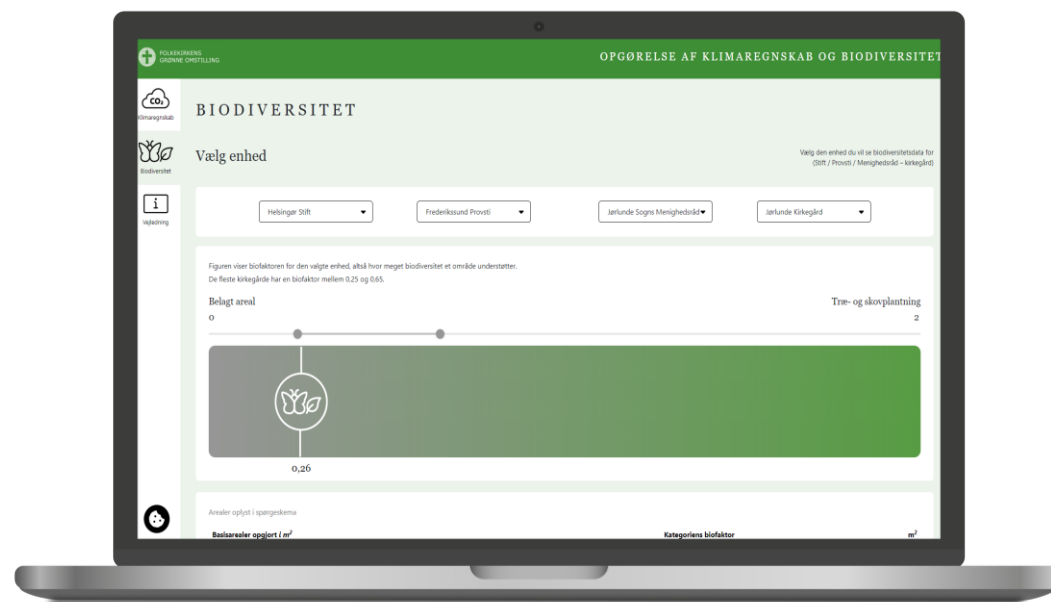 FOLKEKIRKENS
GRØNNE OMSTILLING
OPGØRELSE AF KLIMAREGNSKAB OG BIODIVERSITET
CO₂
Klimaregnskab
BIODIVERSITET
Biodiversitet
Vælg enhed
Vælg den enhed du vil se biodiversitetsdata for
(Stift / Provsti / Menighedsråd – kirkegård)
i
Vejledning
Helsingør Stift
Frederikssund Provsti
Jørlunde Sogns Menighedsråd
Jørlunde Kirkegård
Figuren viser biofaktoren for den valgte enhed, altså hvor meget biodiversitet et område understøtter.
De fleste kirkegårde har en biofaktor mellem 0,25 og 0,65.
Belagt areal
Træ- og skovplantning
0
2
0,26
Arealer oplyst i spørgeskema
Basisarealer opgjort i m²
Kategoriens biofaktor
m²